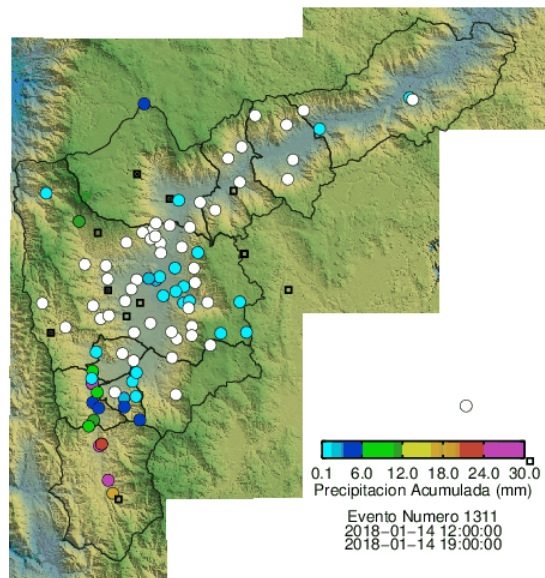 0.1 6.0 12.0 18.0 24.0 30.0
Precipitacion Acumulada (mm)
Evento Numero 1311
2018-01-14 12:00:00
2018-01-14 19:00:00